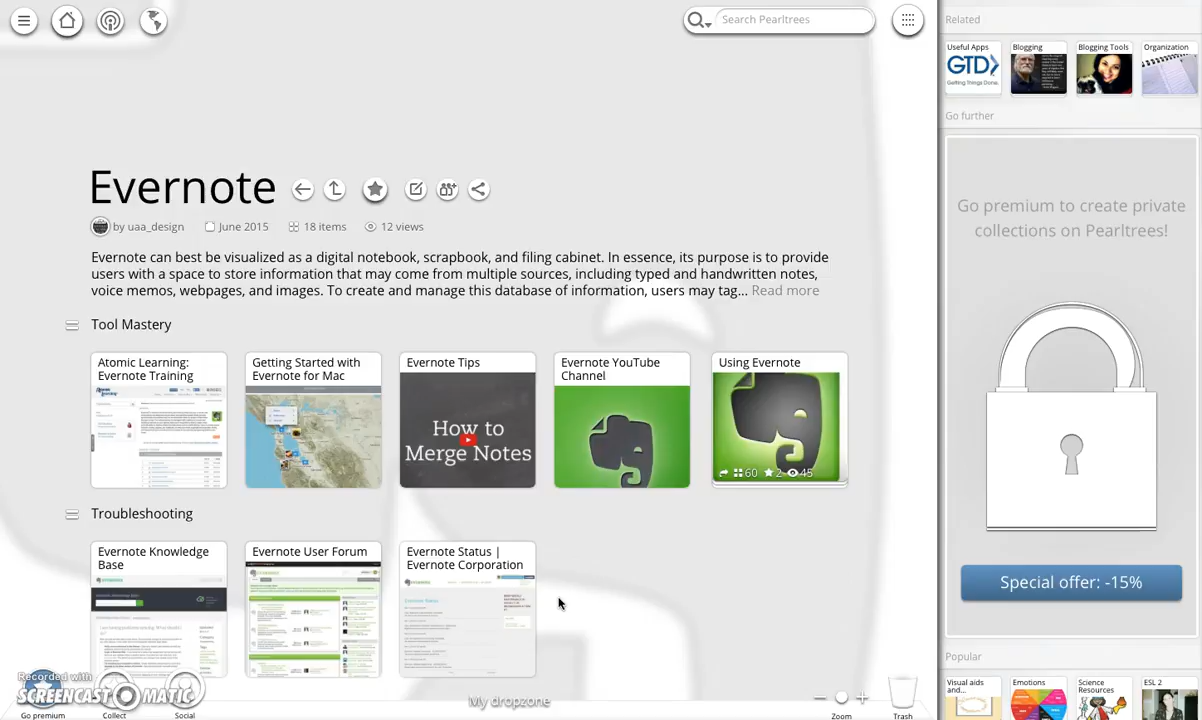 Search Pearltrees
Related
Useful Apps
Blogging
Blogging Tools
Organization
GTD
Getting Things Done.
Go further
Go premium to create private
collections on Pearltrees!
Special offer: -15%
Popular
Visual aids
and...
Emotions
Science
Resources
ESL 2
Evernote
by uaa_design
June 2015
18 items
12 views
Evernote can best be visualized as a digital notebook, scrapbook, and filing cabinet. In essence, its purpose is to provide
users with a space to store information that may come from multiple sources, including typed and handwritten notes,
voice memos, webpages, and images. To create and manage this database of information, users may tag... Read more
Tool Mastery
Atomic Learning:
Evernote Training
Getting Started with
Evernote for Mac
Evernote Tips
How to
Merge Notes
Evernote YouTube
Channel
Using Evernote
60 2 45
Troubleshooting
Evernote Knowledge
Base
Evernote User Forum
Evernote Status |
Evernote Corporation
Recorded with
SCREENCAST MATIC
Go premium
Collect
Social
My dropzone
Zoom
Trash